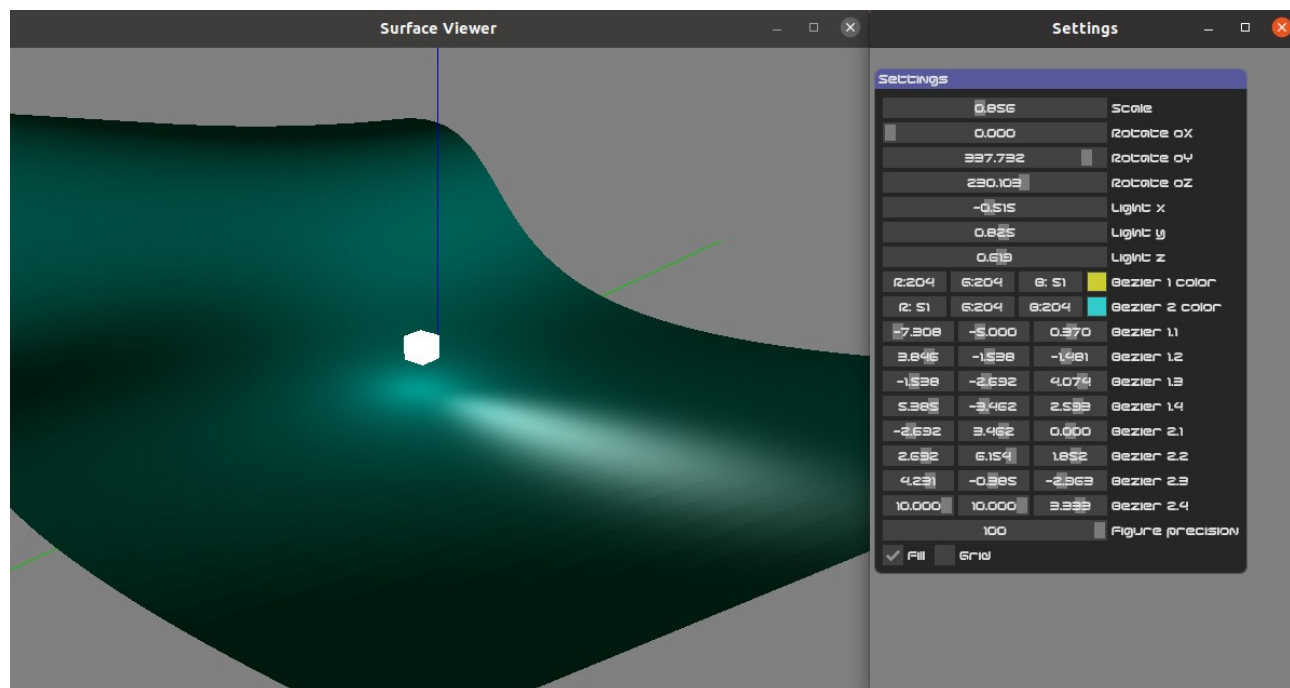 Surface Viewer
Settings
Settings
0.856 Scale
0.000 Rotate oX
337.732 Rotate oY
230.103 Rotate oZ
-0.515 Light x
0.825 Light y
0.619 Light z
R:204 G:204 B: 51 Bezier 1 color
R: 51 G:204 B:204 Bezier 2 color
-7.308 -5.000 0.370 Bezier 1.1
3.846 -1.538 -1.481 Bezier 1.2
-1.538 -2.692 4.074 Bezier 1.3
5.385 -3.462 2.593 Bezier 1.4
-2.692 3.462 0.000 Bezier 2.1
2.692 6.154 1.852 Bezier 2.2
4.231 -0.385 -2.963 Bezier 2.3
10.000 10.000 3.333 Bezier 2.4
100 Figure precision
Fill Grid